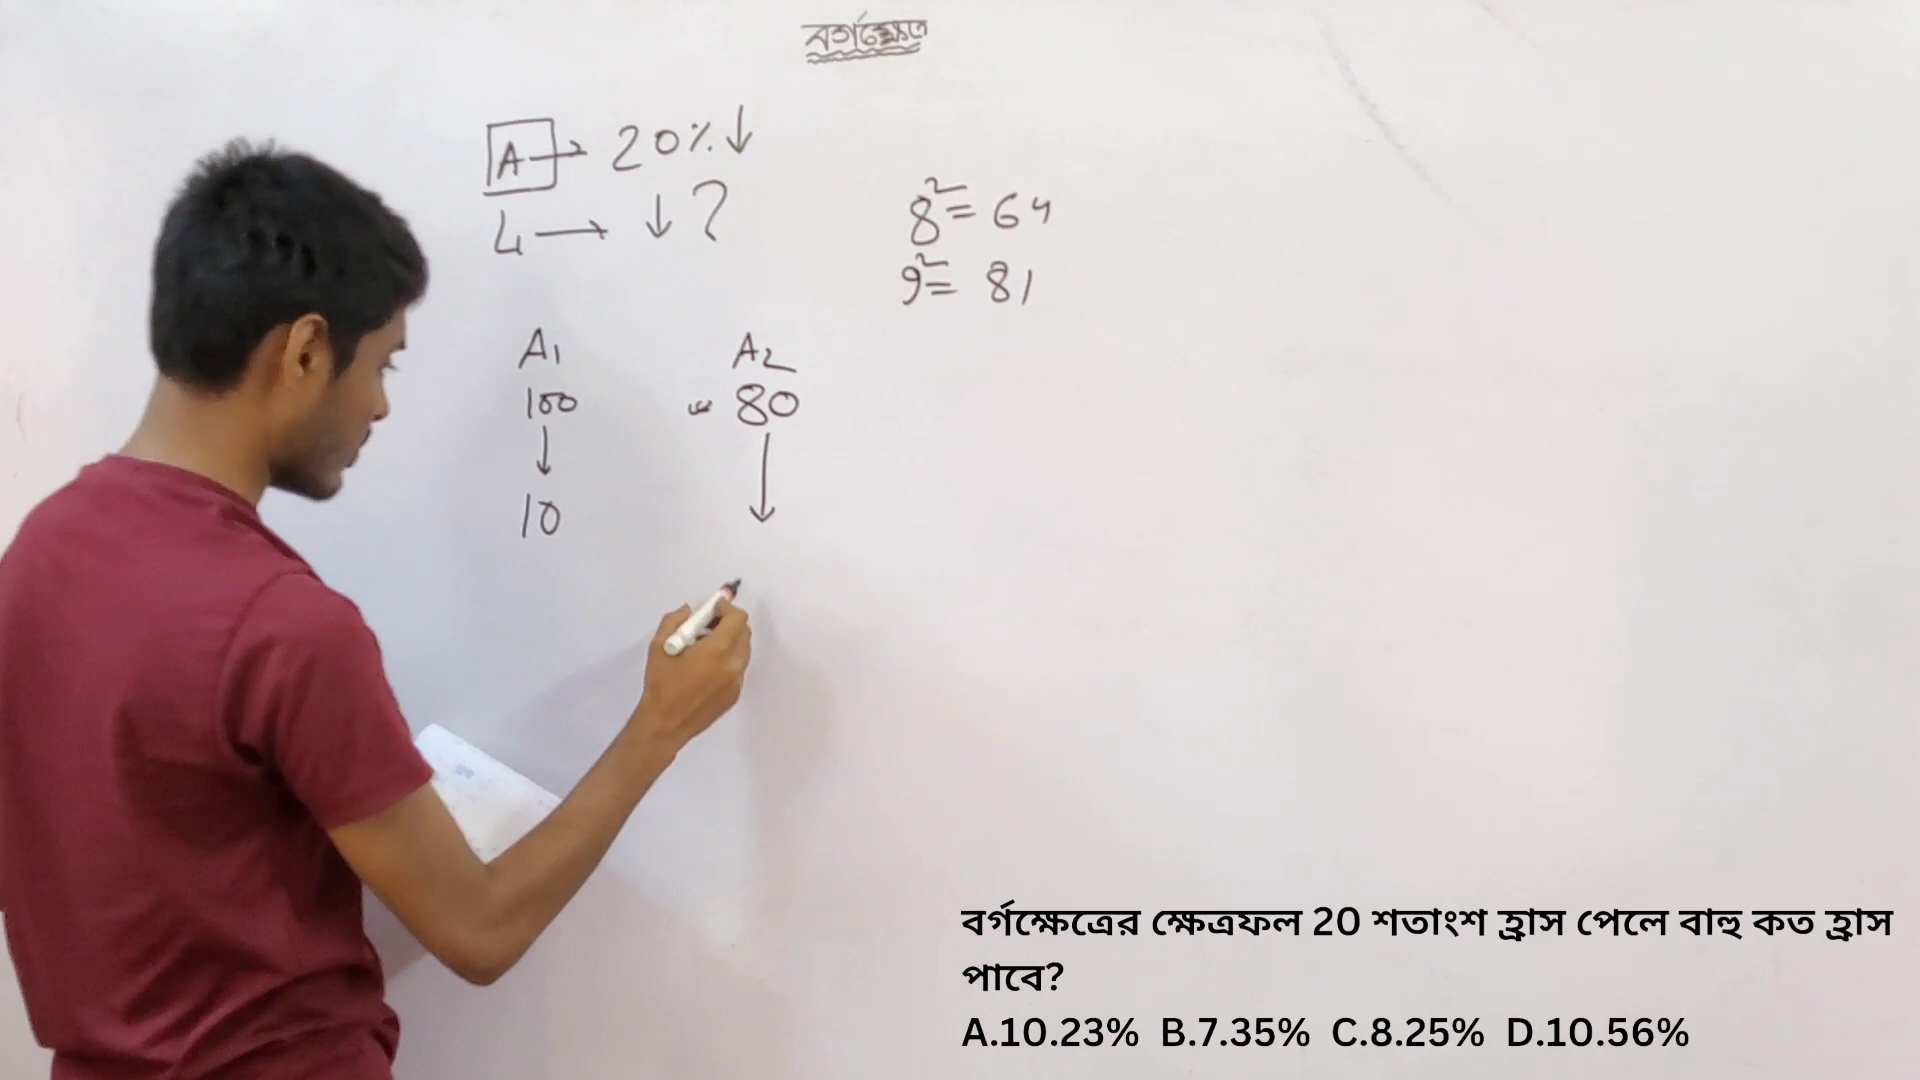 বর্গক্ষেত্র
A → 20% ↓
L → ↓ ?
8² = 64
9² = 81
A₁ A₂
100 80
↓ ↓
10
বর্গক্ষেত্রের ক্ষেত্রফল 20 শতাংশ হ্রাস পেলে বাহু কত হ্রাস
পাবে?
A.10.23% B.7.35% C.8.25% D.10.56%